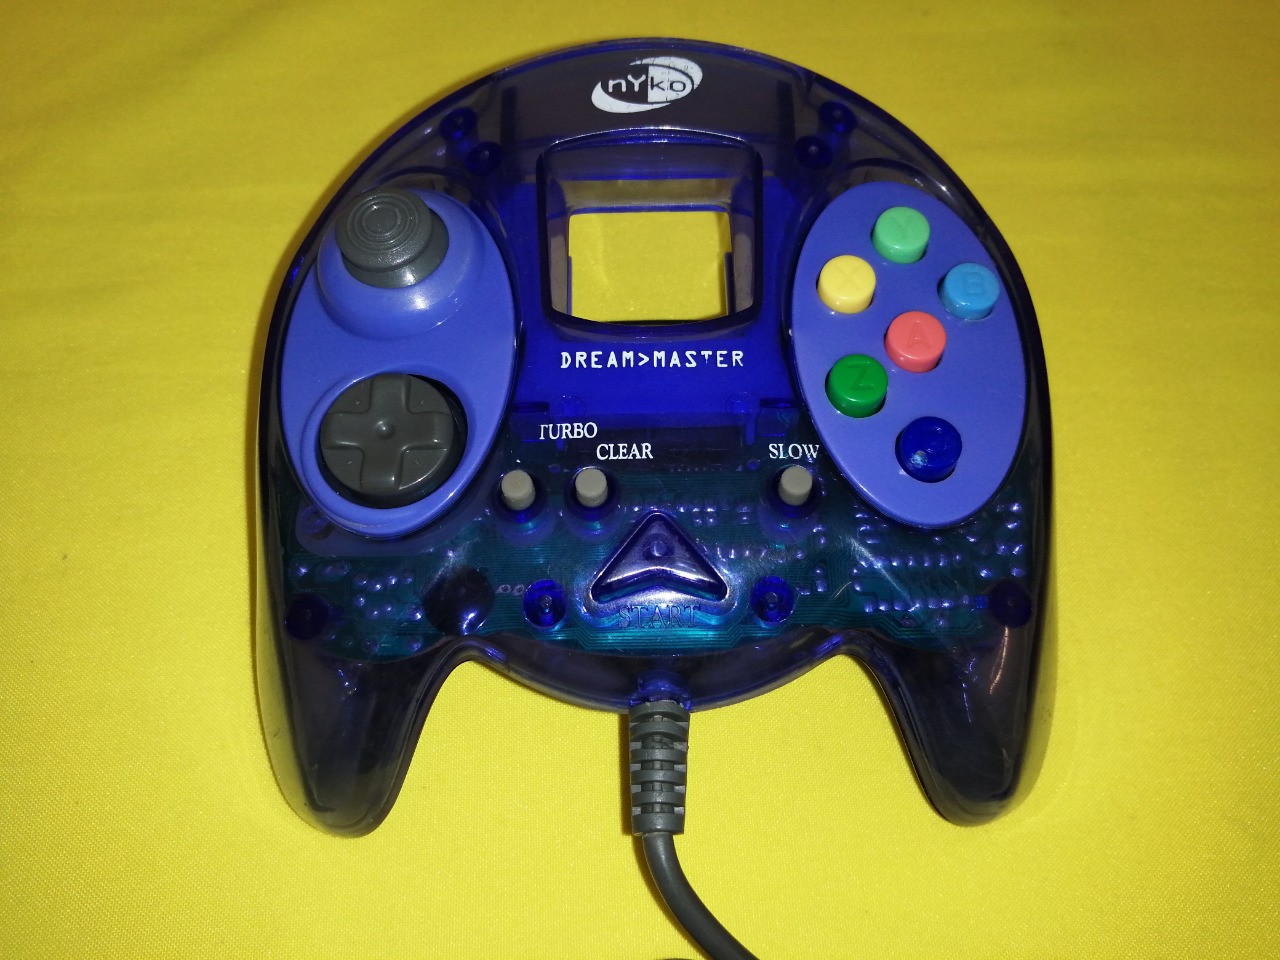 nYko
Y
X
B
A
DREAM>MASTER
Z
TURBO
CLEAR
SLOW
START